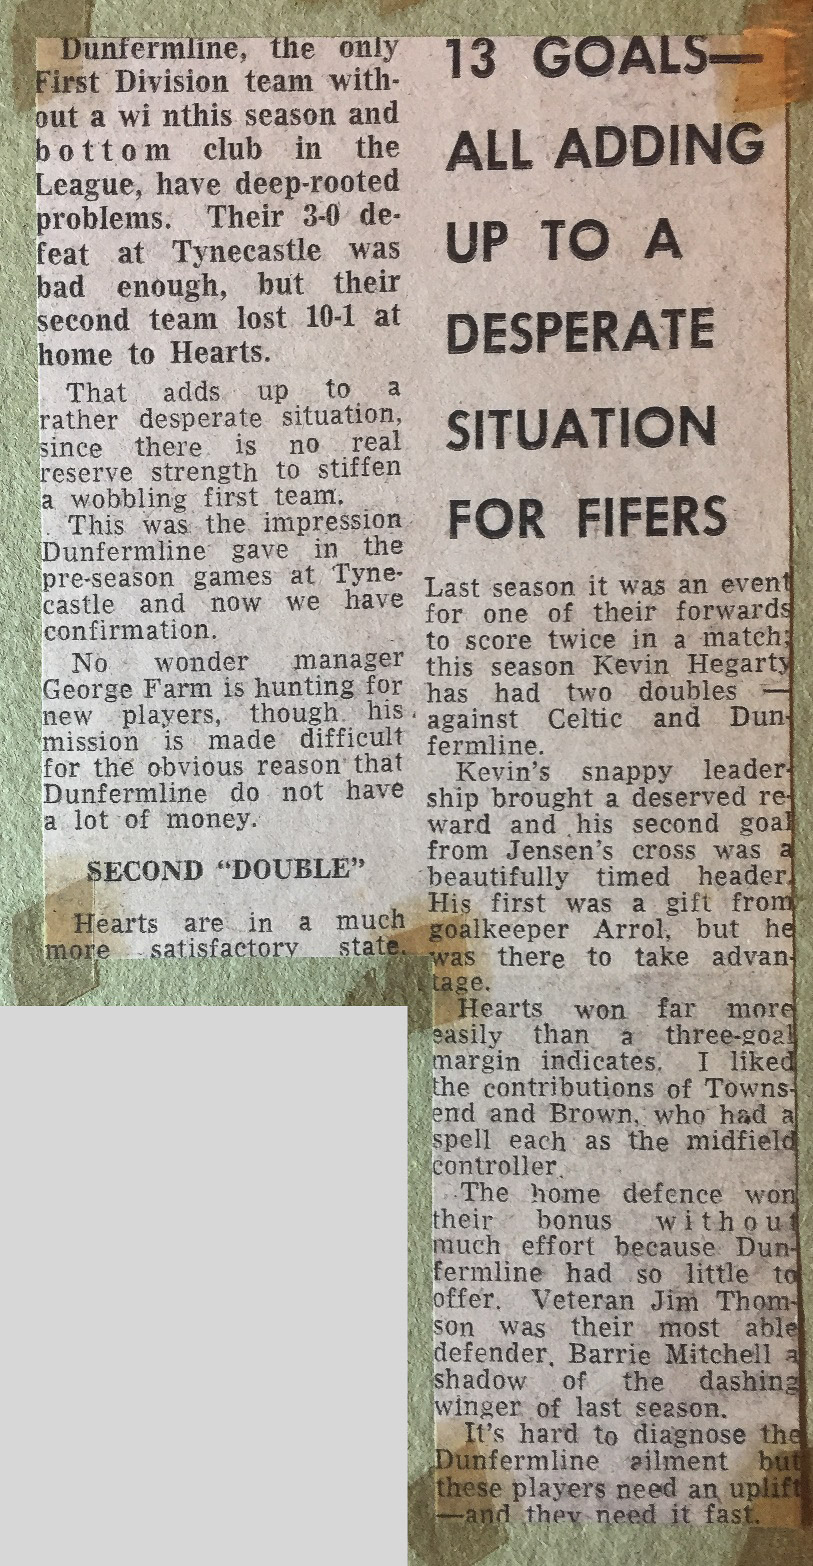 13 GOALS—
ALL ADDING
UP TO A
DESPERATE
SITUATION
FOR FIFERS
Dunfermline, the only
First Division team with-
out a wi nthis season and
bottom club in the
League, have deep-rooted
problems. Their 3-0 de-
feat at Tynecastle was
bad enough, but their
second team lost 10-1 at
home to Hearts.
That adds up to a
rather desperate situation,
since there is no real
reserve strength to stiffen
a wobbling first team.
This was the impression
Dunfermline gave in the
pre-season games at Tyne-
castle and now we have
confirmation.
No wonder manager
George Farm is hunting for
new players, though his
mission is made difficult
for the obvious reason that
Dunfermline do not have
a lot of money.
SECOND "DOUBLE"
Hearts are in a much
more satisfactory state.
Last season it was an event
for one of their forwards
to score twice in a match;
this season Kevin Hegarty
has had two doubles —
against Celtic and Dun-
fermline.
Kevin's snappy leader-
ship brought a deserved re-
ward and his second goal
from Jensen's cross was a
beautifully timed header.
His first was a gift from
goalkeeper Arrol, but he
was there to take advan-
tage.
Hearts won far more
easily than a three-goal
margin indicates. I liked
the contributions of Towns-
end and Brown, who had a
spell each as the midfield
controller.
The home defence won
their bonus without
much effort because Dun-
fermline had so little to
offer. Veteran Jim Thom-
son was their most able
defender, Barrie Mitchell a
shadow of the dashing
winger of last season.
It's hard to diagnose the
Dunfermline ailment but
these players need an uplift
—and they need it fast.